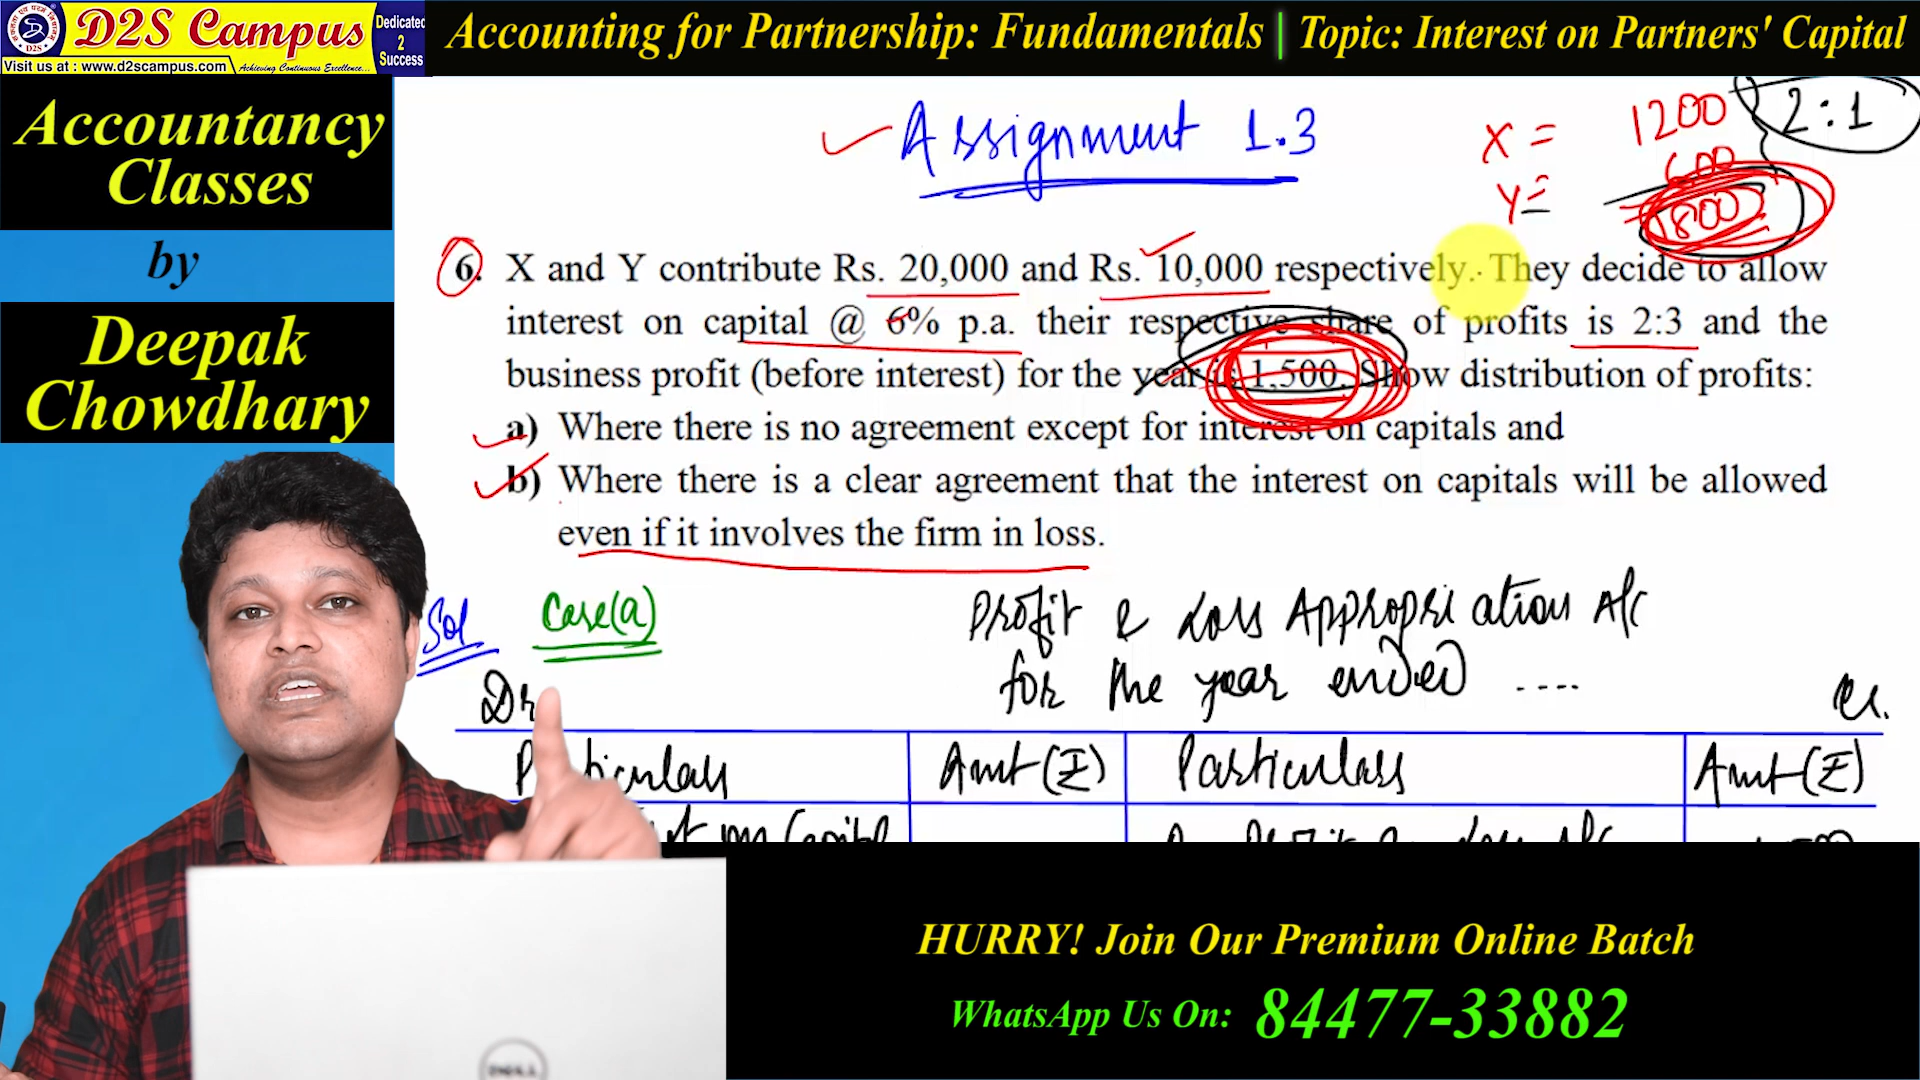 D2S Campus
Dedicated
2
Success
D2S
Visit us at : www.d2scampus.com
Achieving Continuous Excellence...
Accounting for Partnership: Fundamentals | Topic: Interest on Partners' Capital
Accountancy
Classes
by
Deepak
Chowdhary
Assignment 1.3
X = 1200
Y = 600
1800
2:1
6. X and Y contribute Rs. 20,000 and Rs. 10,000 respectively. They decide to allow
interest on capital @ 6% p.a. their respective share of profits is 2:3 and the
business profit (before interest) for the year is 1,500. Show distribution of profits:
a) Where there is no agreement except for interest on capitals and
b) Where there is a clear agreement that the interest on capitals will be allowed
even if it involves the firm in loss.
Sol
Case(a)
Profit & Loss Appropriation A/c
for the year ended ....
Dr
Cr.
Particulars Amt (₹) Particulars Amt (₹)
on Capital
Profit & Loss A/c
DELL
HURRY! Join Our Premium Online Batch
WhatsApp Us On: 84477-33882